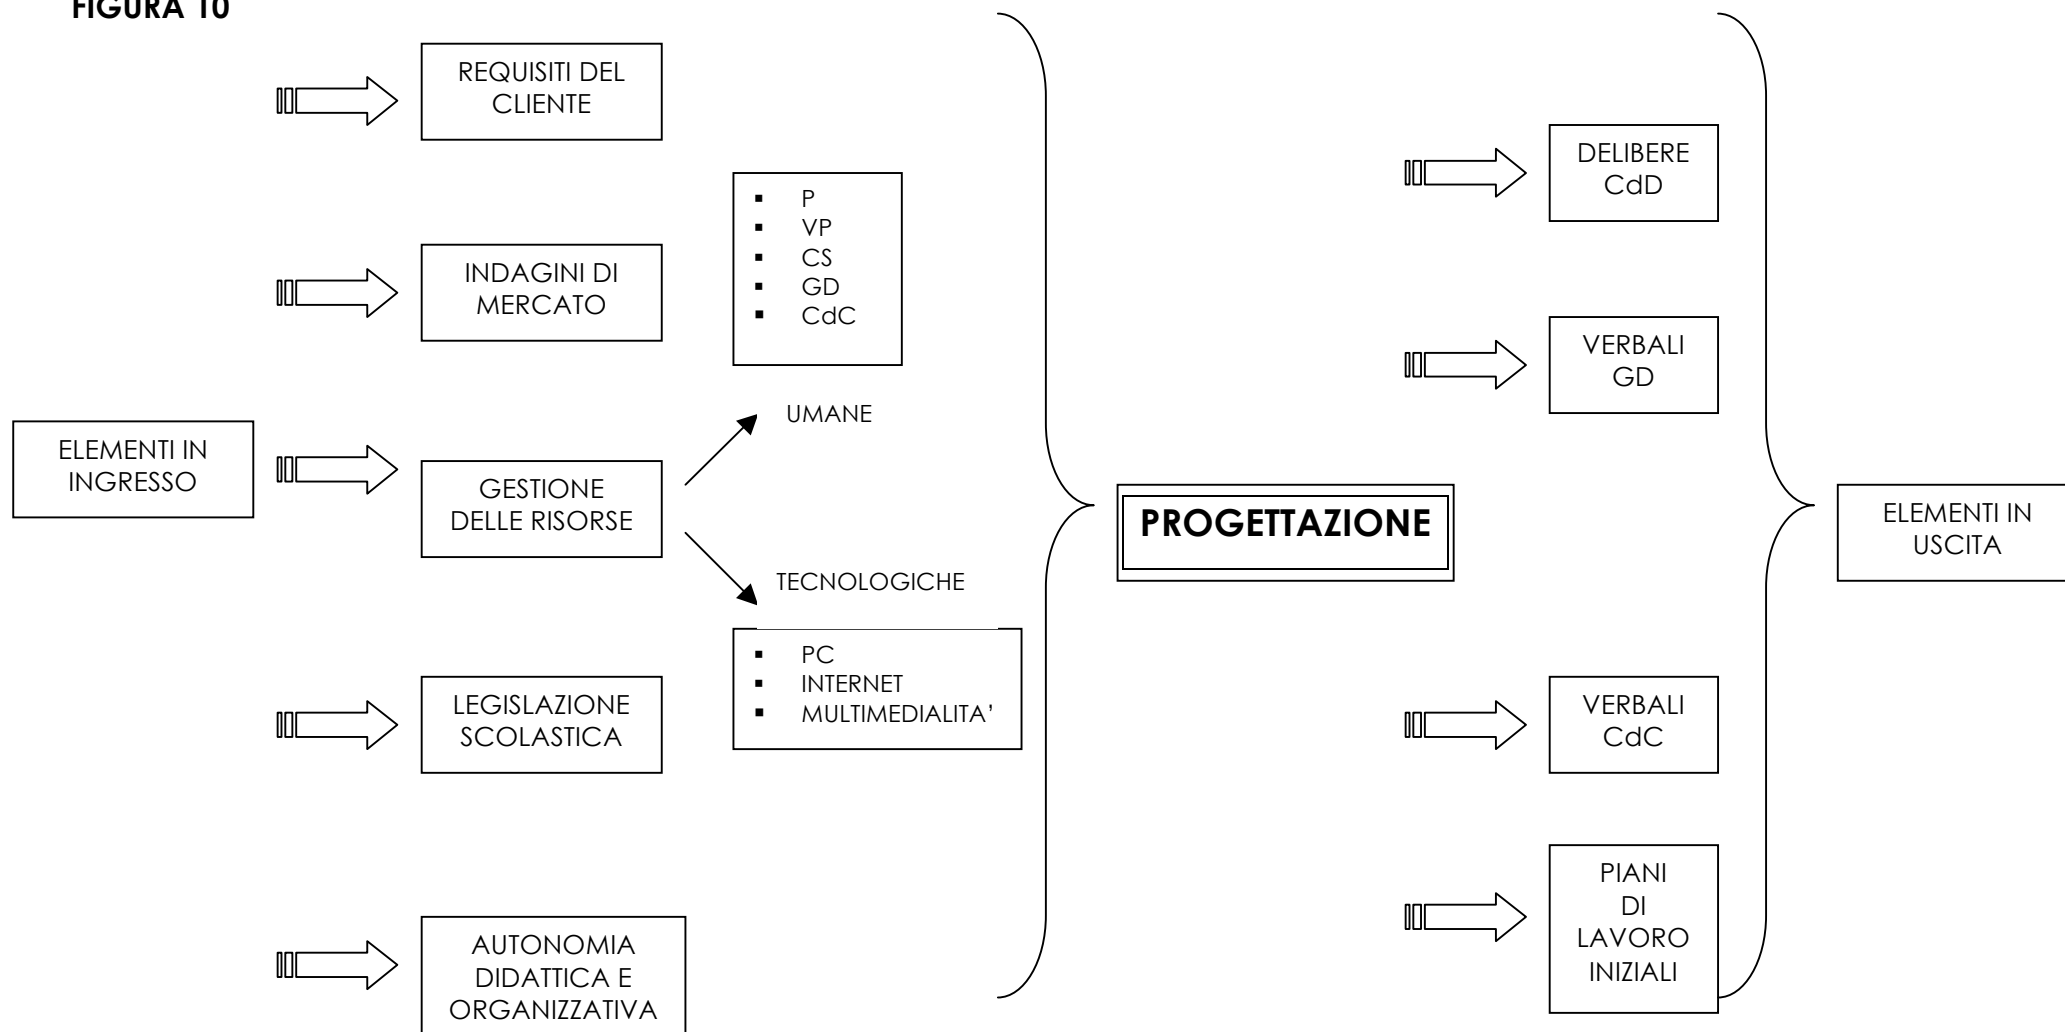 FIGURA 10
ELEMENTI IN
INGRESSO
REQUISITI DEL
CLIENTE
INDAGINI DI
MERCATO
GESTIONE
DELLE RISORSE
LEGISLAZIONE
SCOLASTICA
AUTONOMIA
DIDATTICA E
ORGANIZZATIVA
▪ P
▪ VP
▪ CS
▪ GD
▪ CdC
UMANE
TECNOLOGICHE
▪ PC
▪ INTERNET
▪ MULTIMEDIALITA'
PROGETTAZIONE
DELIBERE
CdD
VERBALI
GD
VERBALI
CdC
PIANI
DI
LAVORO
INIZIALI
ELEMENTI IN
USCITA